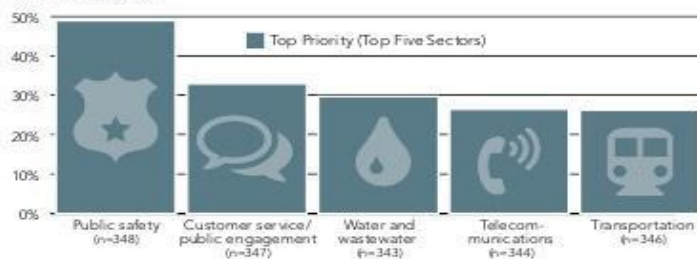 50%
Top Priority (Top Five Sectors)
40%
30%
20%
10%
0%
Public safety
(n=348)
Customer service/
public engagement
(n=347)
Water and
wastewater
(n=343)
Telecom-
munications
(n=344)
Transportation
(n=346)